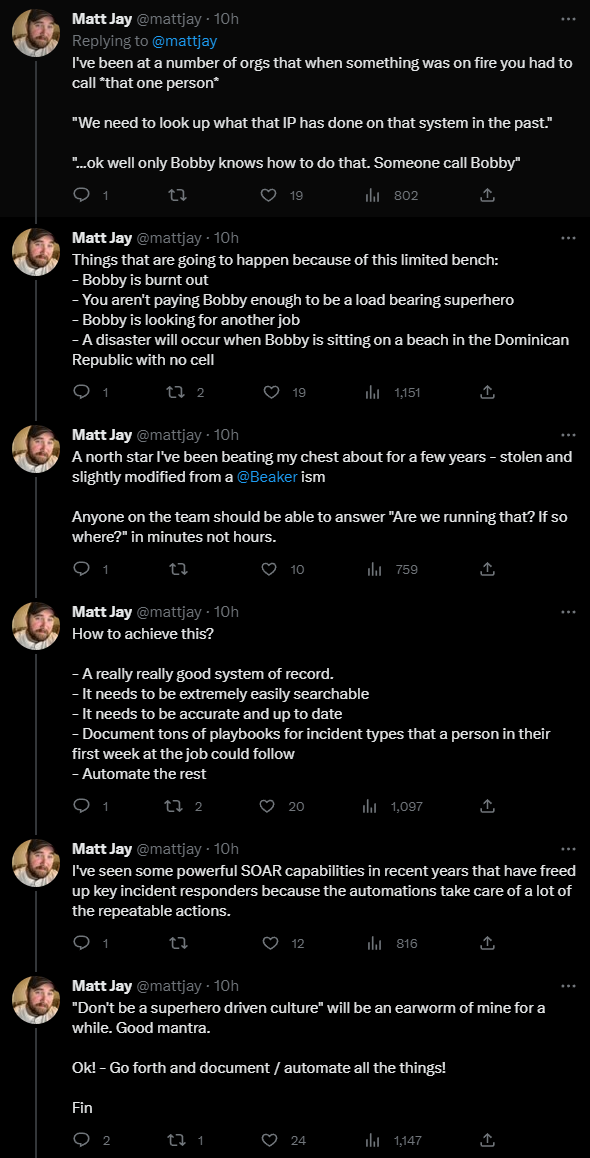 Matt Jay @mattjay · 10h
Replying to @mattjay
I've been at a number of orgs that when something was on fire you had to
call *that one person*
"We need to look up what that IP has done on that system in the past."
"...ok well only Bobby knows how to do that. Someone call Bobby"
1 19 802
Matt Jay @mattjay · 10h
Things that are going to happen because of this limited bench:
- Bobby is burnt out
- You aren't paying Bobby enough to be a load bearing superhero
- Bobby is looking for another job
- A disaster will occur when Bobby is sitting on a beach in the Dominican
Republic with no cell
1 2 19 1,151
Matt Jay @mattjay · 10h
A north star I've been beating my chest about for a few years - stolen and
slightly modified from a @Beaker ism
Anyone on the team should be able to answer "Are we running that? If so
where?" in minutes not hours.
1 10 759
Matt Jay @mattjay · 10h
How to achieve this?
- A really really good system of record.
- It needs to be extremely easily searchable
- It needs to be accurate and up to date
- Document tons of playbooks for incident types that a person in their
first week at the job could follow
- Automate the rest
1 2 20 1,097
Matt Jay @mattjay · 10h
I've seen some powerful SOAR capabilities in recent years that have freed
up key incident responders because the automations take care of a lot of
the repeatable actions.
1 12 816
Matt Jay @mattjay · 10h
"Don't be a superhero driven culture" will be an earworm of mine for a
while. Good mantra.
Ok! - Go forth and document / automate all the things!
Fin
2 1 24 1,147